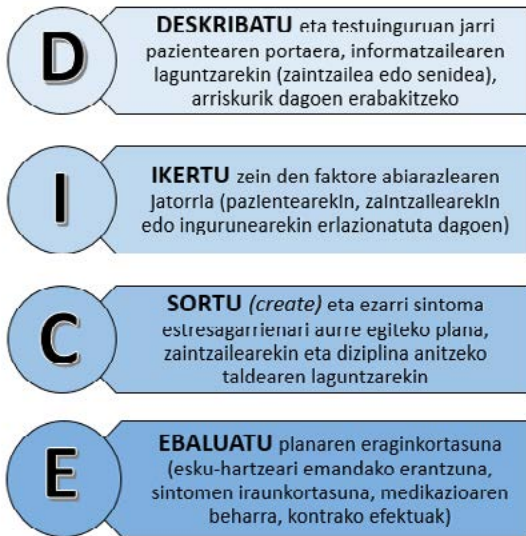 D
DESKRIBATU eta testuinguruan jarri
pazientearen portaera, informatzailearen
laguntzarekin (zaintzailea edo senidea),
arriskurik dagoen erabakitzeko
I
IKERTU zein den faktore abiarazlearen
jatorria (pazientearekin, zaintzailearekin
edo ingurunearekin erlazionatuta dagoen)
C
SORTU (create) eta ezarri sintoma
estresagarrienari aurre egiteko plana,
zaintzailearekin eta diziplina anitzeko
taldearen laguntzarekin
E
EBALUATU planaren eraginkortasuna
(esku-hartzeari emandako erantzuna,
sintomen iraunkortasuna, medikazioaren
beharra, kontrako efektuak)